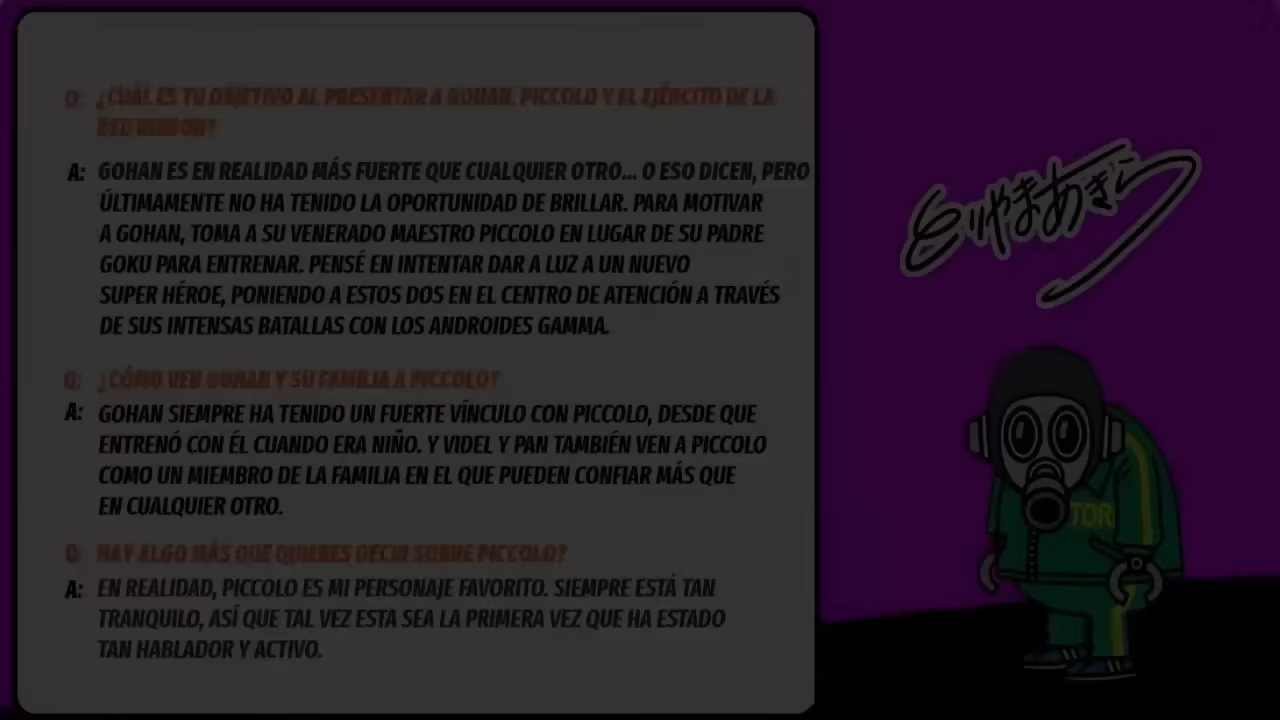 Q: ¿CUÁL ES TU OBJETIVO AL PRESENTAR A GOHAN, PICCOLO Y EL EJÉRCITO DE LA
RED RIBBON?
A: GOHAN ES EN REALIDAD MÁS FUERTE QUE CUALQUIER OTRO... O ESO DICEN, PERO
ÚLTIMAMENTE NO HA TENIDO LA OPORTUNIDAD DE BRILLAR. PARA MOTIVAR
A GOHAN, TOMA A SU VENERADO MAESTRO PICCOLO EN LUGAR DE SU PADRE
GOKU PARA ENTRENAR. PENSÉ EN INTENTAR DAR A LUZ A UN NUEVO
SUPER HÉROE, PONIENDO A ESTOS DOS EN EL CENTRO DE ATENCIÓN A TRAVÉS
DE SUS INTENSAS BATALLAS CON LOS ANDROIDES GAMMA.
Q: ¿CÓMO VEN GOHAN Y SU FAMILIA A PICCOLO?
A: GOHAN SIEMPRE HA TENIDO UN FUERTE VÍNCULO CON PICCOLO, DESDE QUE
ENTRENÓ CON ÉL CUANDO ERA NIÑO. Y VIDEL Y PAN TAMBIÉN VEN A PICCOLO
COMO UN MIEMBRO DE LA FAMILIA EN EL QUE PUEDEN CONFIAR MÁS QUE
EN CUALQUIER OTRO.
Q: HAY ALGO MÁS QUE QUIERES DECIR SOBRE PICCOLO?
A: EN REALIDAD, PICCOLO ES MI PERSONAJE FAVORITO. SIEMPRE ESTÁ TAN
TRANQUILO, ASÍ QUE TAL VEZ ESTA SEA LA PRIMERA VEZ QUE HA ESTADO
TAN HABLADOR Y ACTIVO.
とりやまあきら
TOR